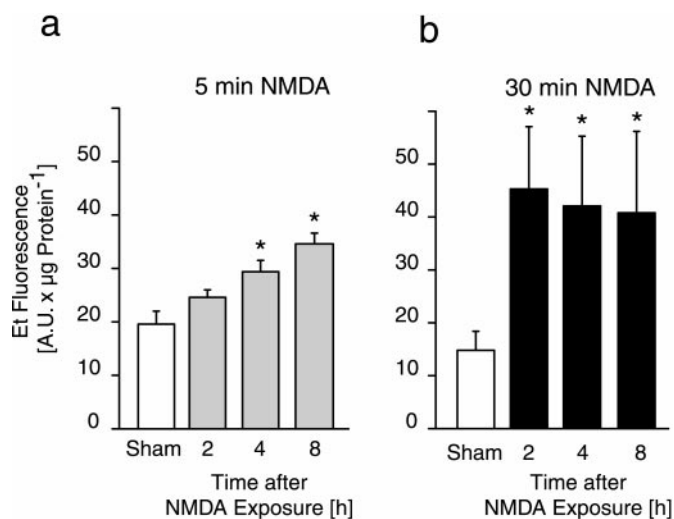 a
b
5 min NMDA
30 min NMDA
Et Fluorescence
[A.U. x µg Protein⁻¹]
50
40
30
20
10
0
* *
Sham 2 4 8
Time after
NMDA Exposure [h]
50
40
30
20
10
0
* * *
Sham 2 4 8
Time after
NMDA Exposure [h]